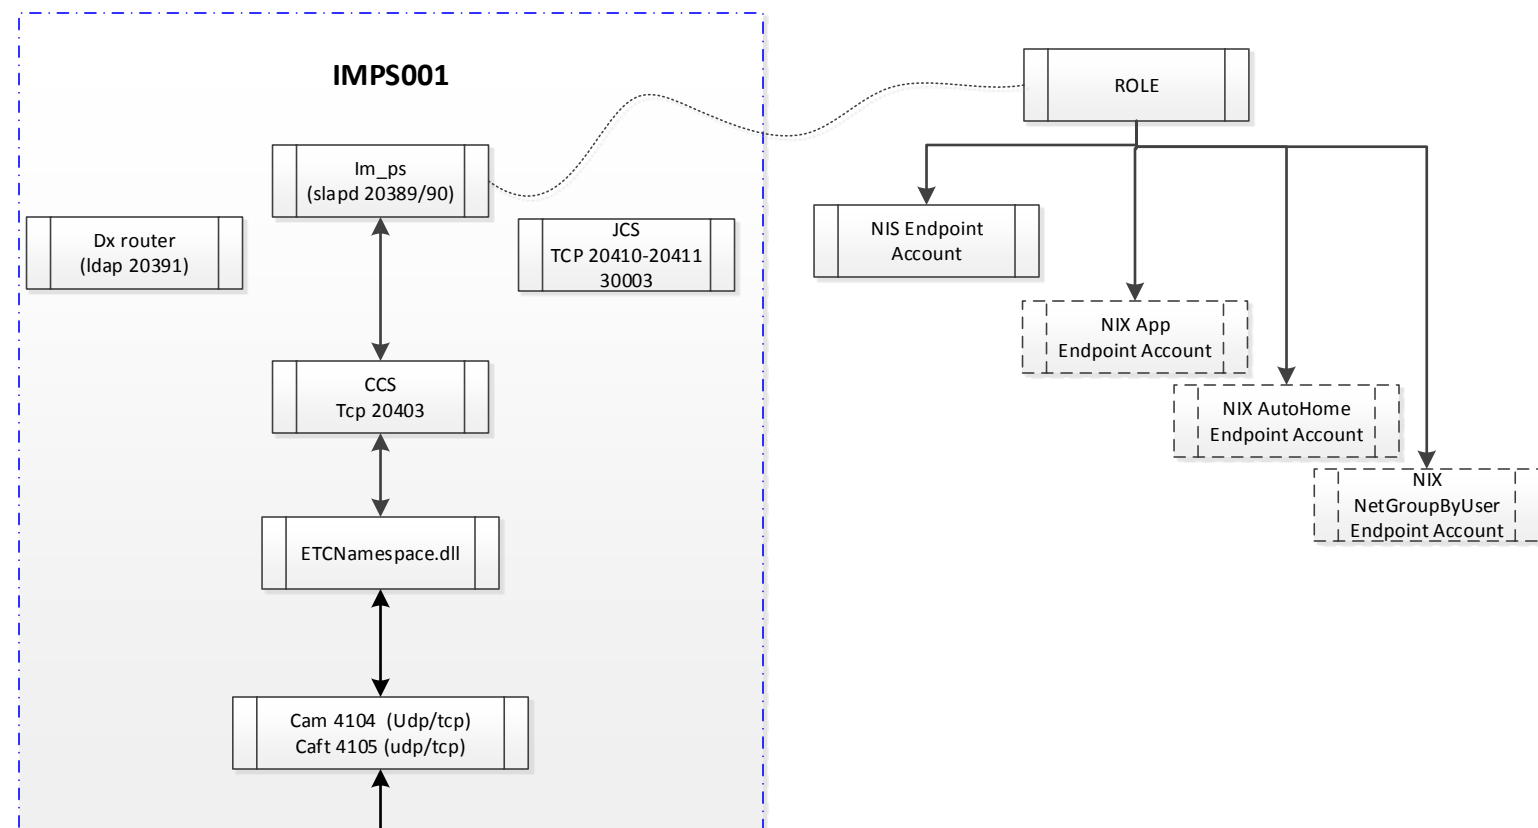 IMPS001
Im_ps
(slapd 20389/90)
Dx router
(ldap 20391)
JCS
TCP 20410-20411
30003
CCS
Tcp 20403
ETCNamespace.dll
Cam 4104  (Udp/tcp)
Caft 4105 (udp/tcp)
ROLE
NIS Endpoint
Account
NIX App
Endpoint Account
NIX AutoHome
Endpoint Account
NIX
NetGroupByUser
Endpoint Account